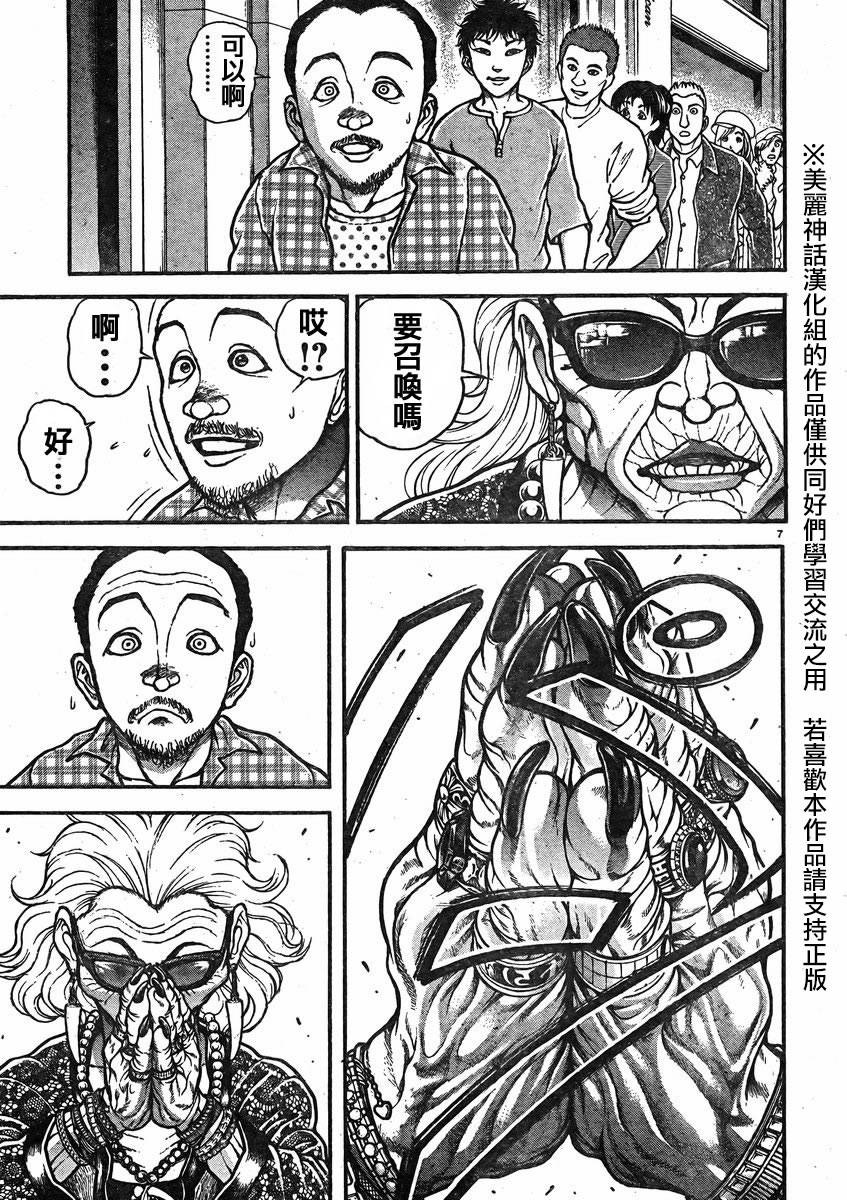 可以啊
………
要召喚嗎
哎!?
啊…
好…
7
パン
※美麗神話漢化組的作品僅供同好們學習交流之用　若喜歡本作品請支持正版